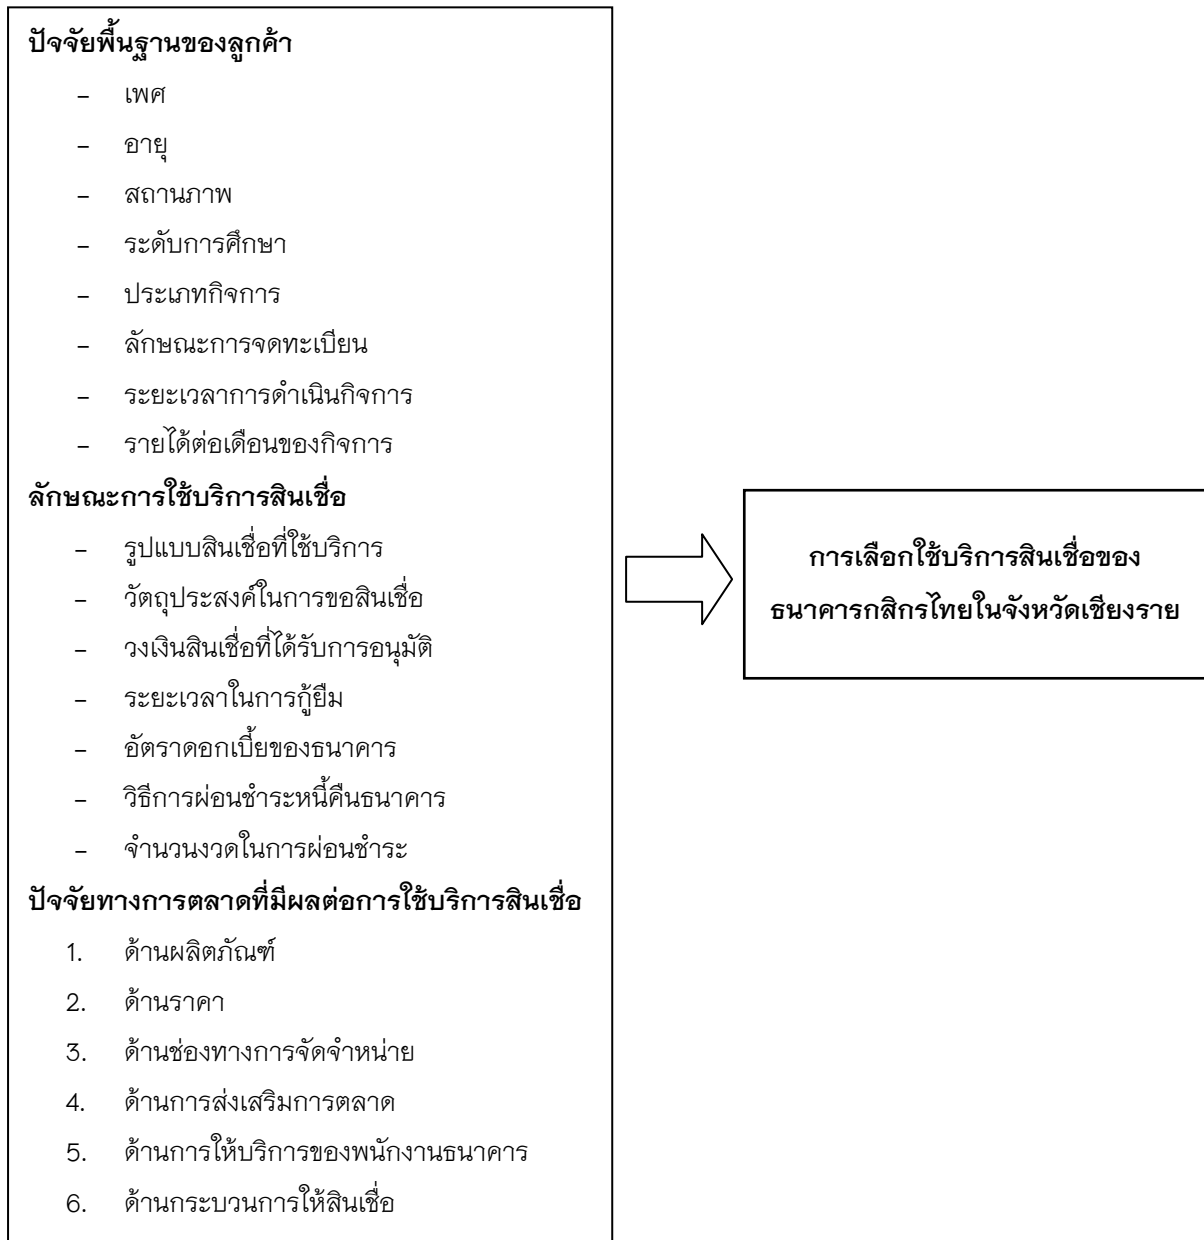 ปัจจัยพื้นฐานของลูกค้า
– เพศ
– อายุ
– สถานภาพ
– ระดับการศึกษา
– ประเภทกิจการ
– ลักษณะการจดทะเบียน
– ระยะเวลาการดำเนินกิจการ
– รายได้ต่อเดือนของกิจการ
ลักษณะการใช้บริการสินเชื่อ
– รูปแบบสินเชื่อที่ใช้บริการ
– วัตถุประสงค์ในการขอสินเชื่อ
– วงเงินสินเชื่อที่ได้รับการอนุมัติ
– ระยะเวลาในการกู้ยืม
– อัตราดอกเบี้ยของธนาคาร
– วิธีการผ่อนชำระหนี้คืนธนาคาร
– จำนวนงวดในการผ่อนชำระ
ปัจจัยทางการตลาดที่มีผลต่อการใช้บริการสินเชื่อ
1. ด้านผลิตภัณฑ์
2. ด้านราคา
3. ด้านช่องทางการจัดจำหน่าย
4. ด้านการส่งเสริมการตลาด
5. ด้านการให้บริการของพนักงานธนาคาร
6. ด้านกระบวนการให้สินเชื่อ
การเลือกใช้บริการสินเชื่อของ
ธนาคารกสิกรไทยในจังหวัดเชียงราย